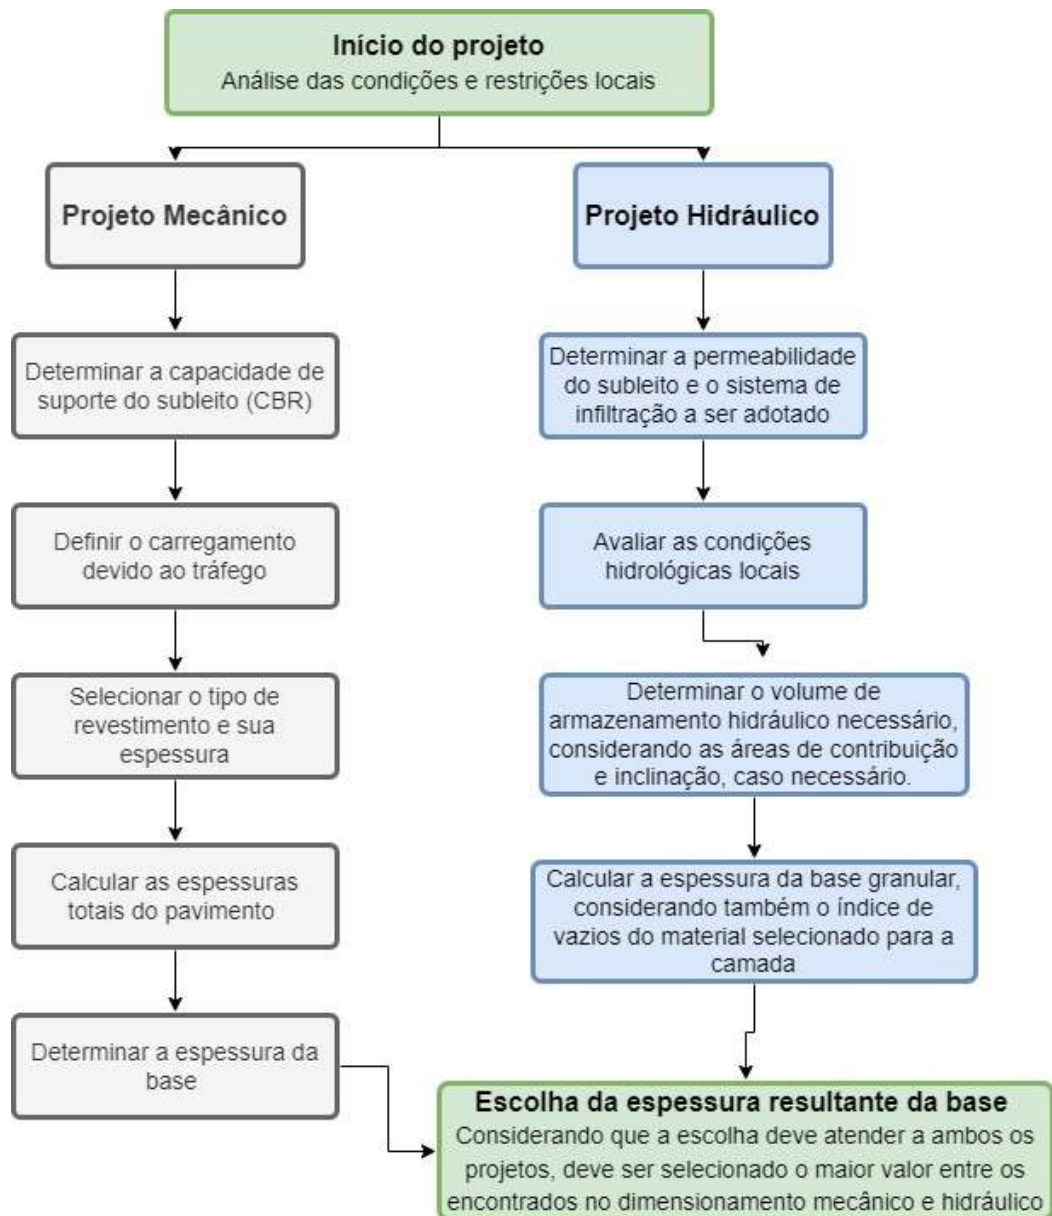 Início do projeto
Análise das condições e restrições locais
Projeto Mecânico
Determinar a capacidade de
suporte do subleito (CBR)
Definir o carregamento
devido ao tráfego
Selecionar o tipo de
revestimento e sua
espessura
Calcular as espessuras
totais do pavimento
Determinar a espessura da
base
Projeto Hidráulico
Determinar a permeabilidade
do subleito e o sistema de
infiltração a ser adotado
Avaliar as condições
hidrológicas locais
Determinar o volume de
armazenamento hidráulico necessário,
considerando as áreas de contribuição
e inclinação, caso necessário.
Calcular a espessura da base granular,
considerando também o índice de
vazios do material selecionado para a
camada
Escolha da espessura resultante da base
Considerando que a escolha deve atender a ambos os
projetos, deve ser selecionado o maior valor entre os
encontrados no dimensionamento mecânico e hidráulico